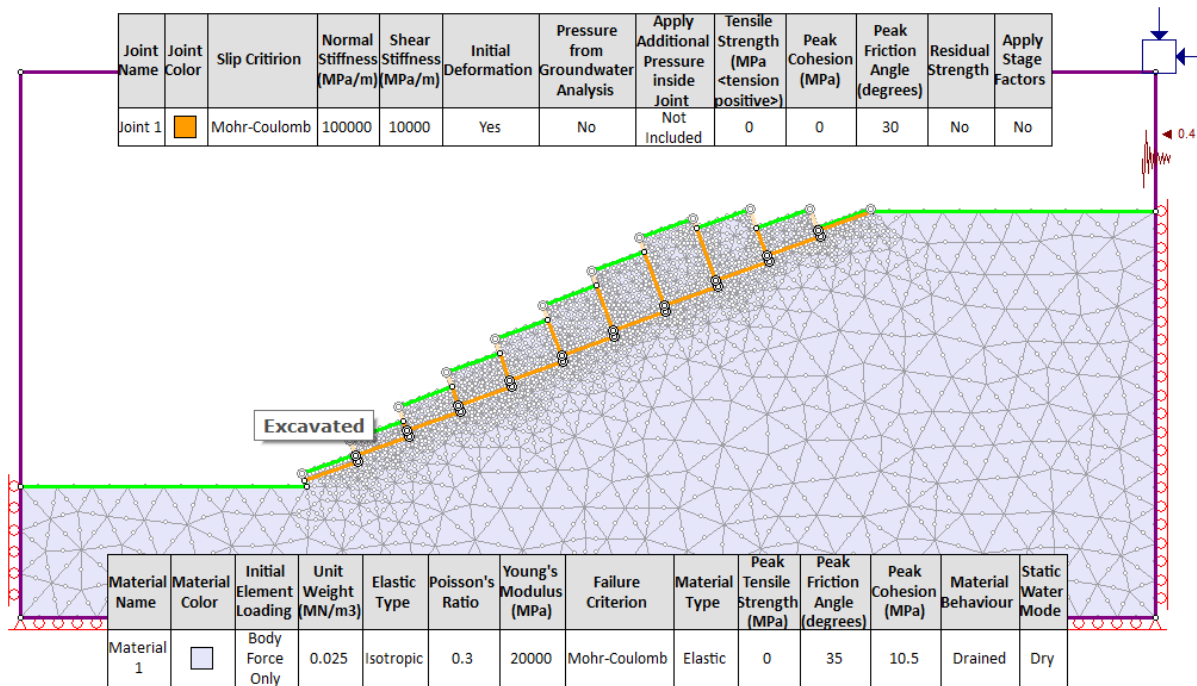 Joint Name Joint Color Slip Critirion Normal Stiffness (MPa/m) Shear Stiffness (MPa/m) Initial Deformation Pressure from Groundwater Analysis Apply Additional Pressure inside Joint Tensile Strength (MPa <tension positive>) Peak Cohesion (MPa) Peak Friction Angle (degrees) Residual Strength Apply Stage Factors
Joint 1 Mohr-Coulomb 100000 10000 Yes No Not Included 0 0 30 No No
0.4
Excavated
Material Name Material Color Initial Element Loading Unit Weight (MN/m3) Elastic Type Poisson's Ratio Young's Modulus (MPa) Failure Criterion Material Type Peak Tensile Strength (MPa) Peak Friction Angle (degrees) Peak Cohesion (MPa) Material Behaviour Static Water Mode
Material 1 Body Force Only 0.025 Isotropic 0.3 20000 Mohr-Coulomb Elastic 0 35 10.5 Drained Dry